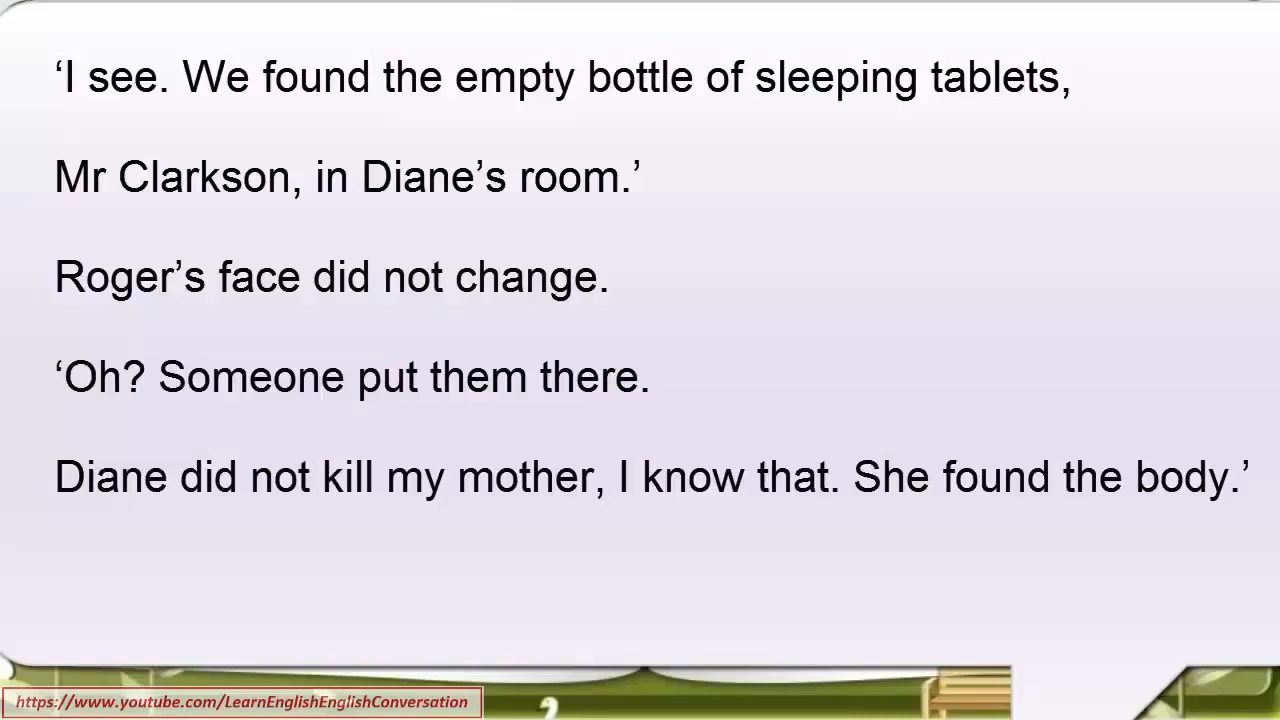 ‘I see. We found the empty bottle of sleeping tablets,
Mr Clarkson, in Diane’s room.’
Roger’s face did not change.
‘Oh? Someone put them there.
Diane did not kill my mother, I know that. She found the body.’
https://www.youtube.com/LearnEnglishEnglishConversation